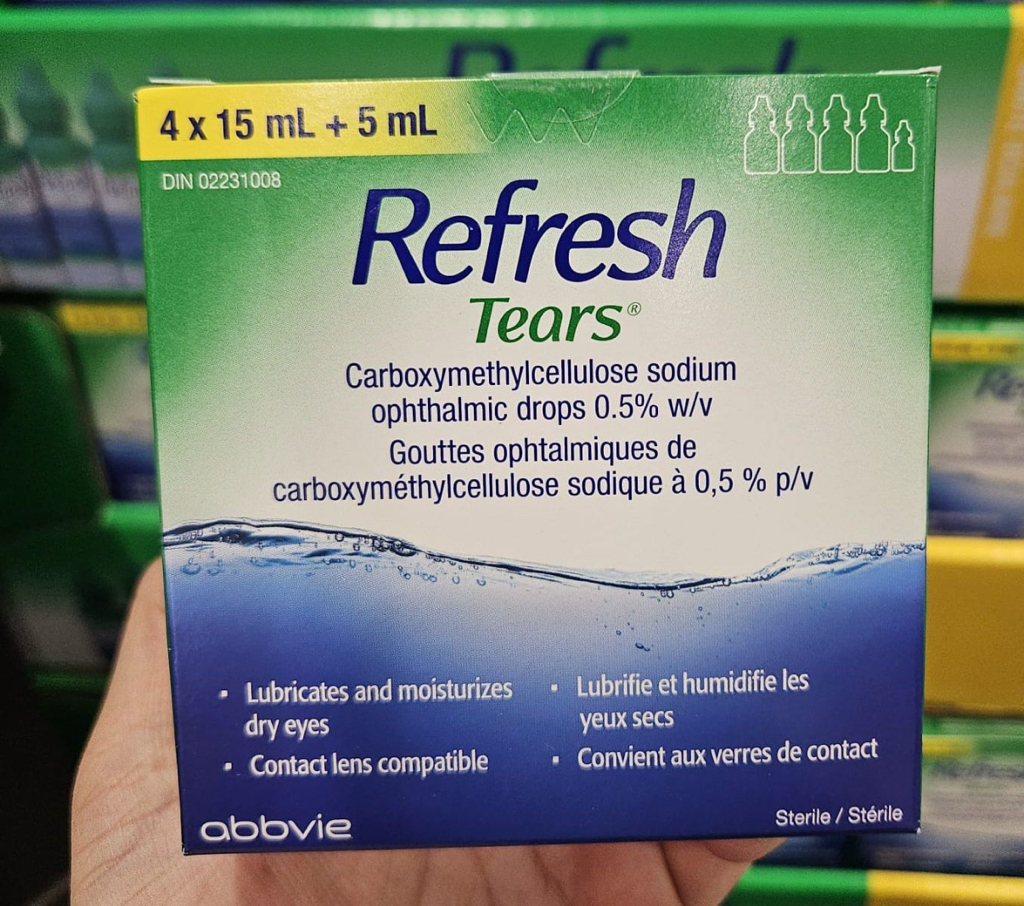 Refresh
4 x 15 mL + 5 mL
DIN 02231008
Refresh
Tears®
Carboxymethylcellulose sodium
ophthalmic drops 0.5% w/v
Gouttes ophtalmiques de
carboxyméthylcellulose sodique à 0,5 % p/v
▪ Lubricates and moisturizes
dry eyes
▪ Contact lens compatible
▪ Lubrifie et humidifie les
yeux secs
▪ Convient aux verres de contact
abbvie
Sterile / Stérile